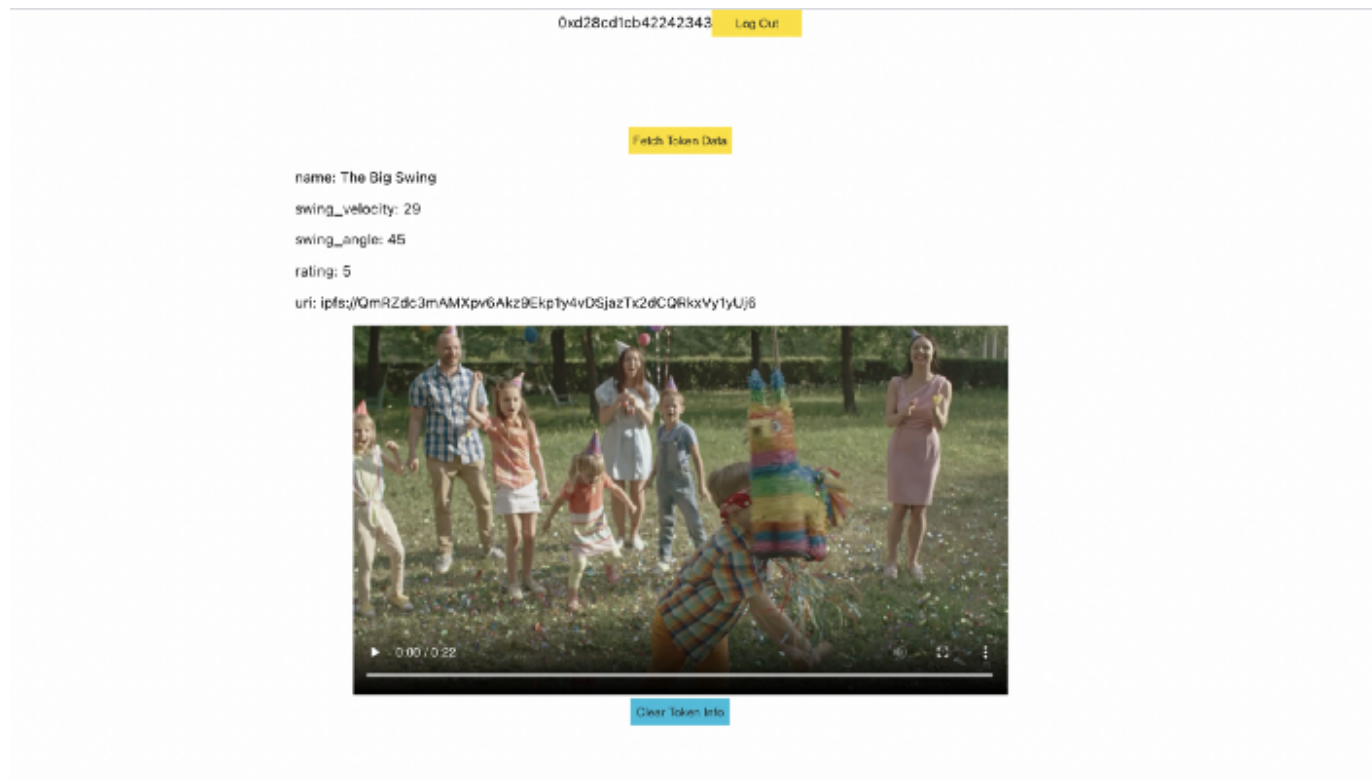 0xd28cd1cb42242343 Log Out
Fetch Token Data
name: The Big Swing
swing_velocity: 29
swing_angle: 45
rating: 5
uri: ipfs://QmRZdc3mAMXpv6Akz9Ekp1y4vDSjazTx2dCQRkxVy1yUj6
0:00 / 0:22
Clear Token Info